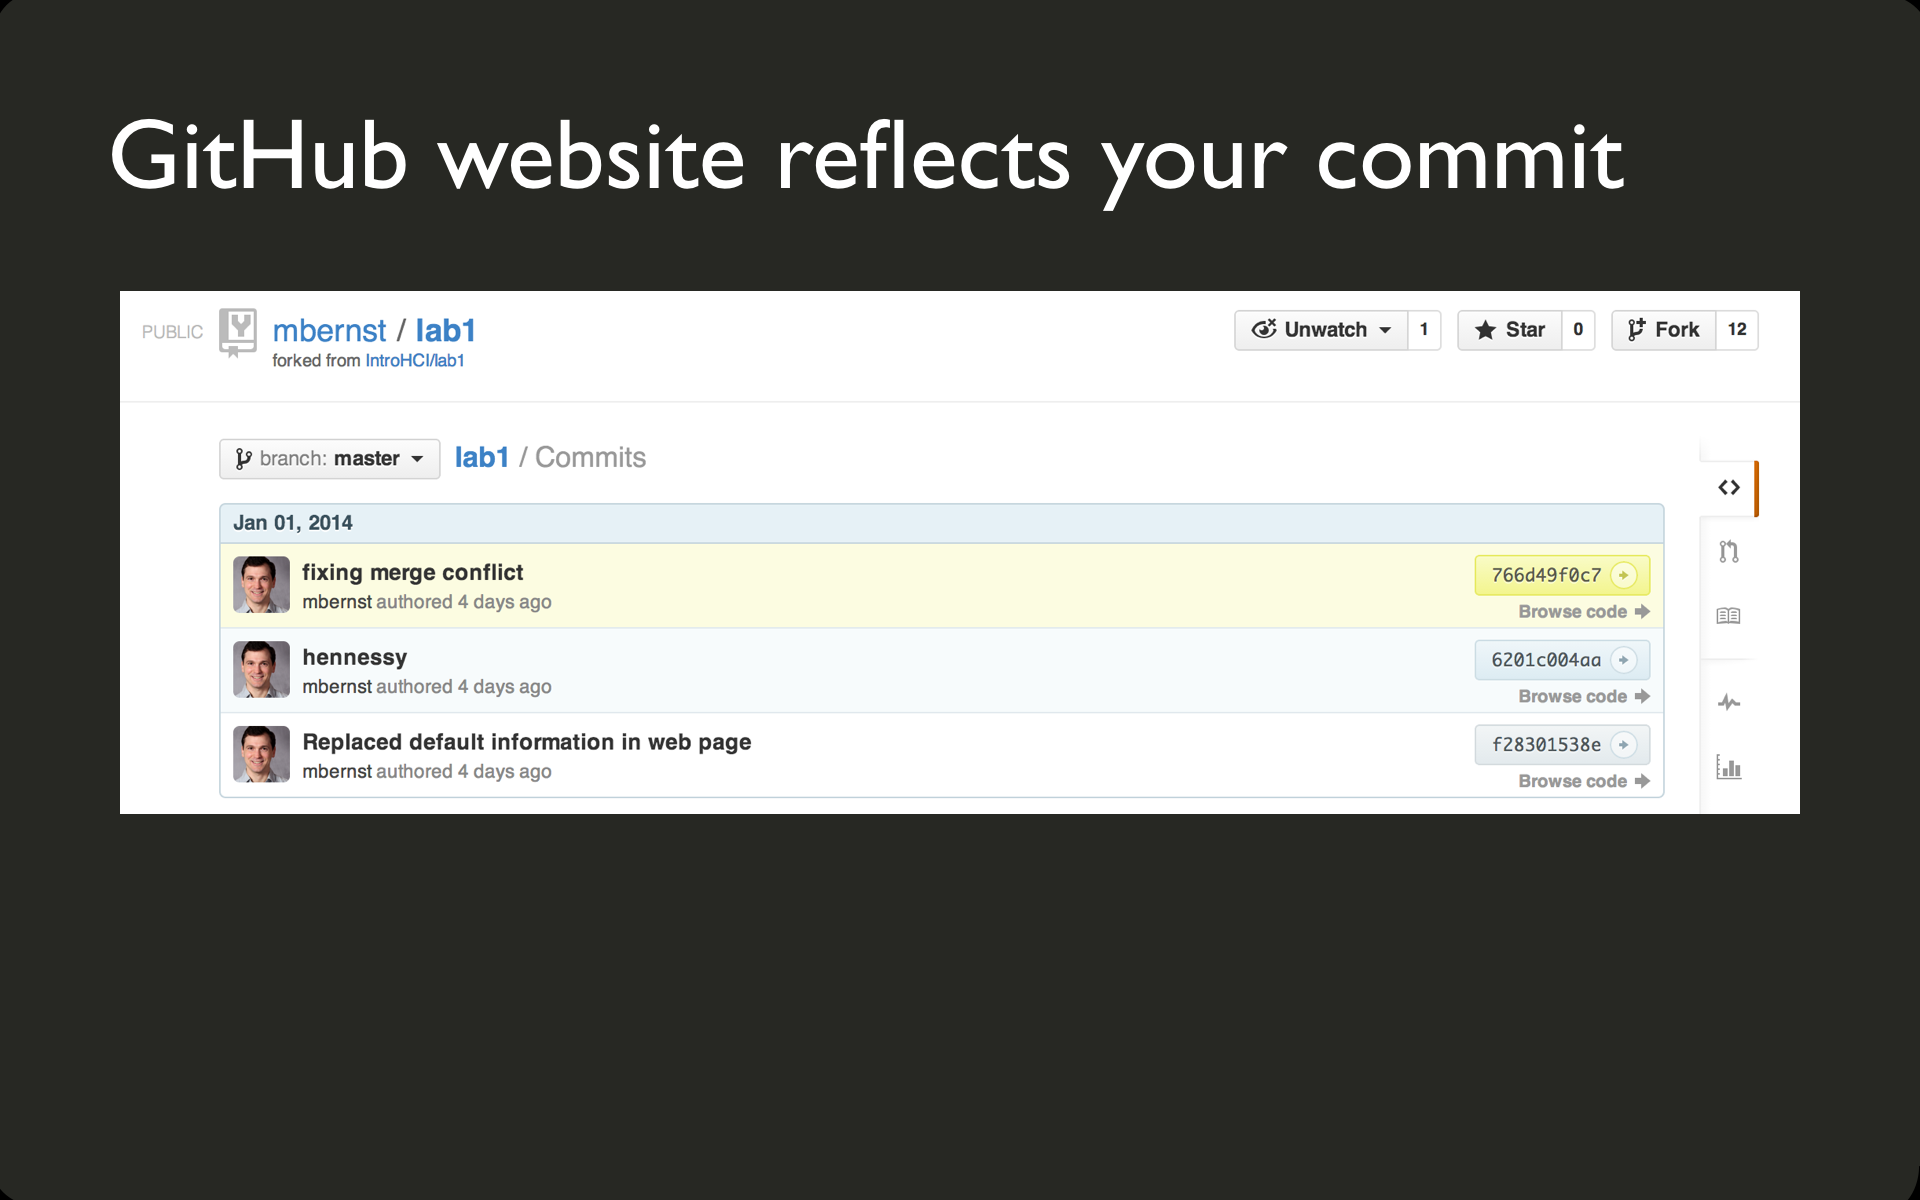 GitHub website reflects your commit
PUBLIC mbernst / lab1
forked from IntroHCI/lab1
Unwatch 1 Star 0 Fork 12
branch: master lab1 / Commits
Jan 01, 2014
fixing merge conflict 766d49f0c7
mbernst authored 4 days ago Browse code
hennessy 6201c004aa
mbernst authored 4 days ago Browse code
Replaced default information in web page f28301538e
mbernst authored 4 days ago Browse code